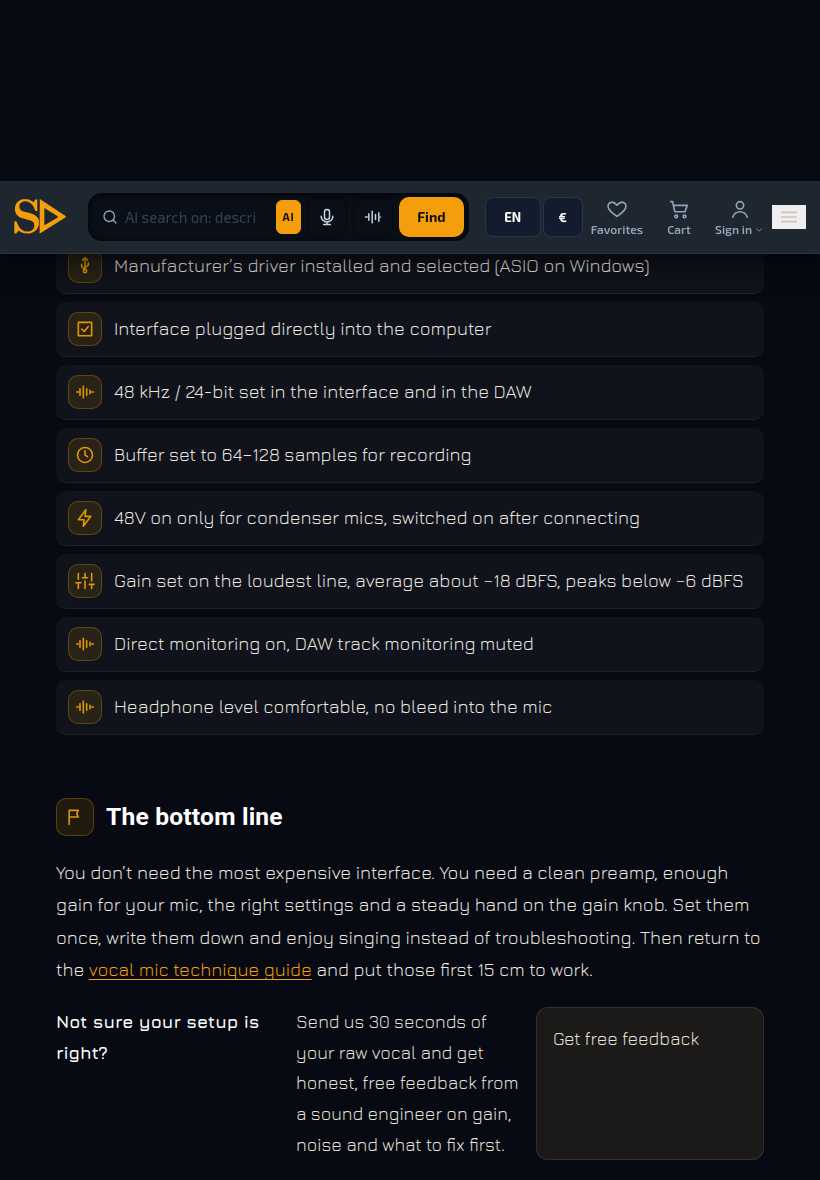 SD
AI search on: descri
AI
Find
EN
€
Favorites
Cart
Sign in
Manufacturer's driver installed and selected (ASIO on Windows)
Interface plugged directly into the computer
48 kHz / 24-bit set in the interface and in the DAW
Buffer set to 64–128 samples for recording
48V on only for condenser mics, switched on after connecting
Gain set on the loudest line, average about −18 dBFS, peaks below −6 dBFS
Direct monitoring on, DAW track monitoring muted
Headphone level comfortable, no bleed into the mic
The bottom line
You don't need the most expensive interface. You need a clean preamp, enough
gain for your mic, the right settings and a steady hand on the gain knob. Set them
once, write them down and enjoy singing instead of troubleshooting. Then return to
the vocal mic technique guide and put those first 15 cm to work.
Not sure your setup is
right?
Send us 30 seconds of
your raw vocal and get
honest, free feedback from
a sound engineer on gain,
noise and what to fix first.
Get free feedback